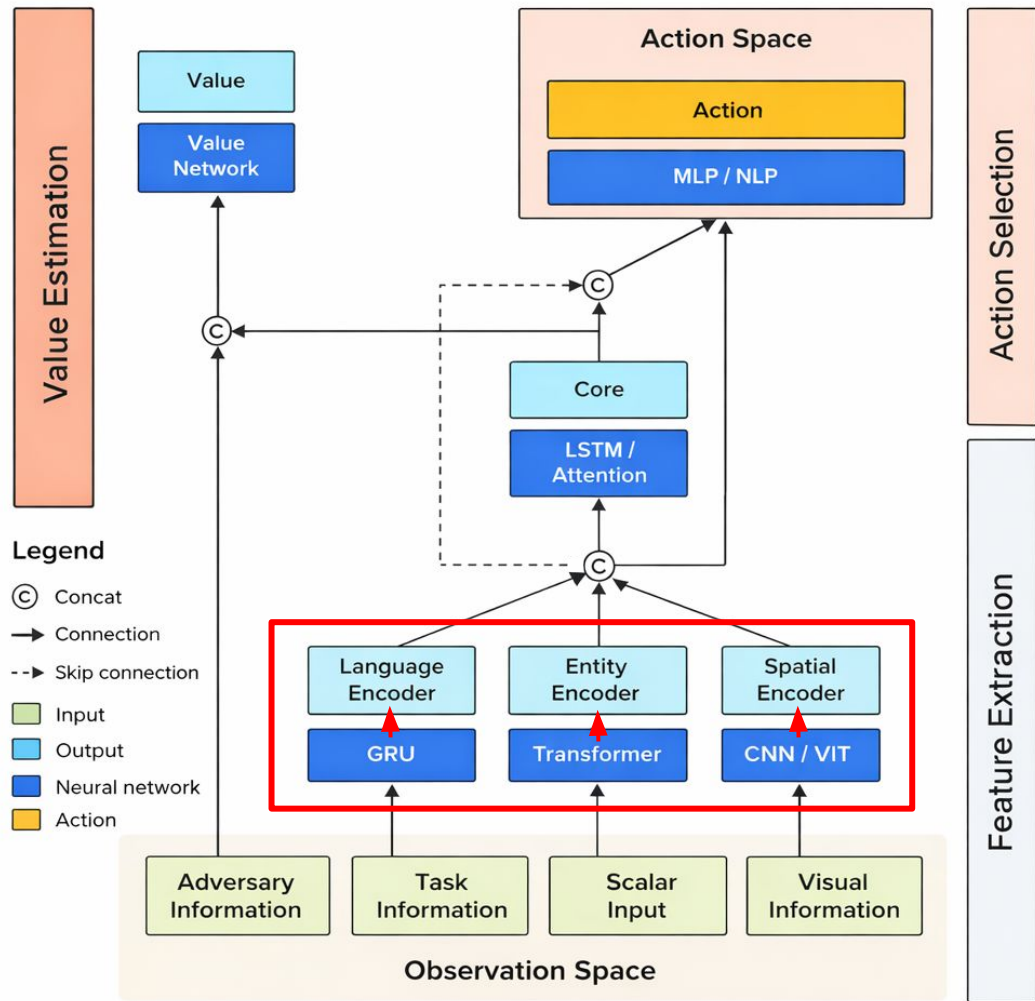 Value Estimation
Value
Value
Network
Action Space
Action
MLP / NLP
Action Selection
C
C
Core
LSTM /
Attention
C
Legend
C Concat
Connection
Skip connection
Input
Output
Neural network
Action
Language
Encoder
GRU
Entity
Encoder
Transformer
Spatial
Encoder
CNN / VIT
Feature Extraction
Adversary
Information
Task
Information
Scalar
Input
Visual
Information
Observation Space